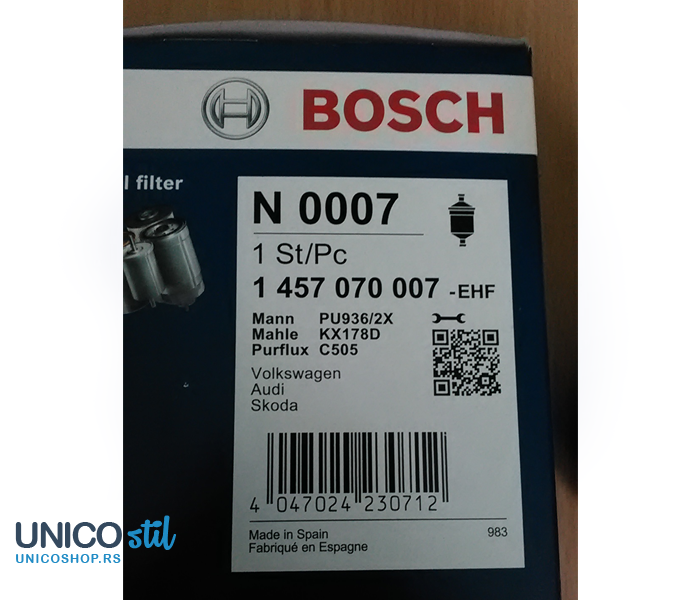 BOSCH
l filter
N 0007
1 St/Pc
1 457 070 007 -EHF
Mann PU936/2X
Mahle KX178D
Purflux C505
Volkswagen
Audi
Skoda
4 047024 230712
Made in Spain 983
Fabriqué en Espagne
UNICO stil
UNICOSHOP.RS